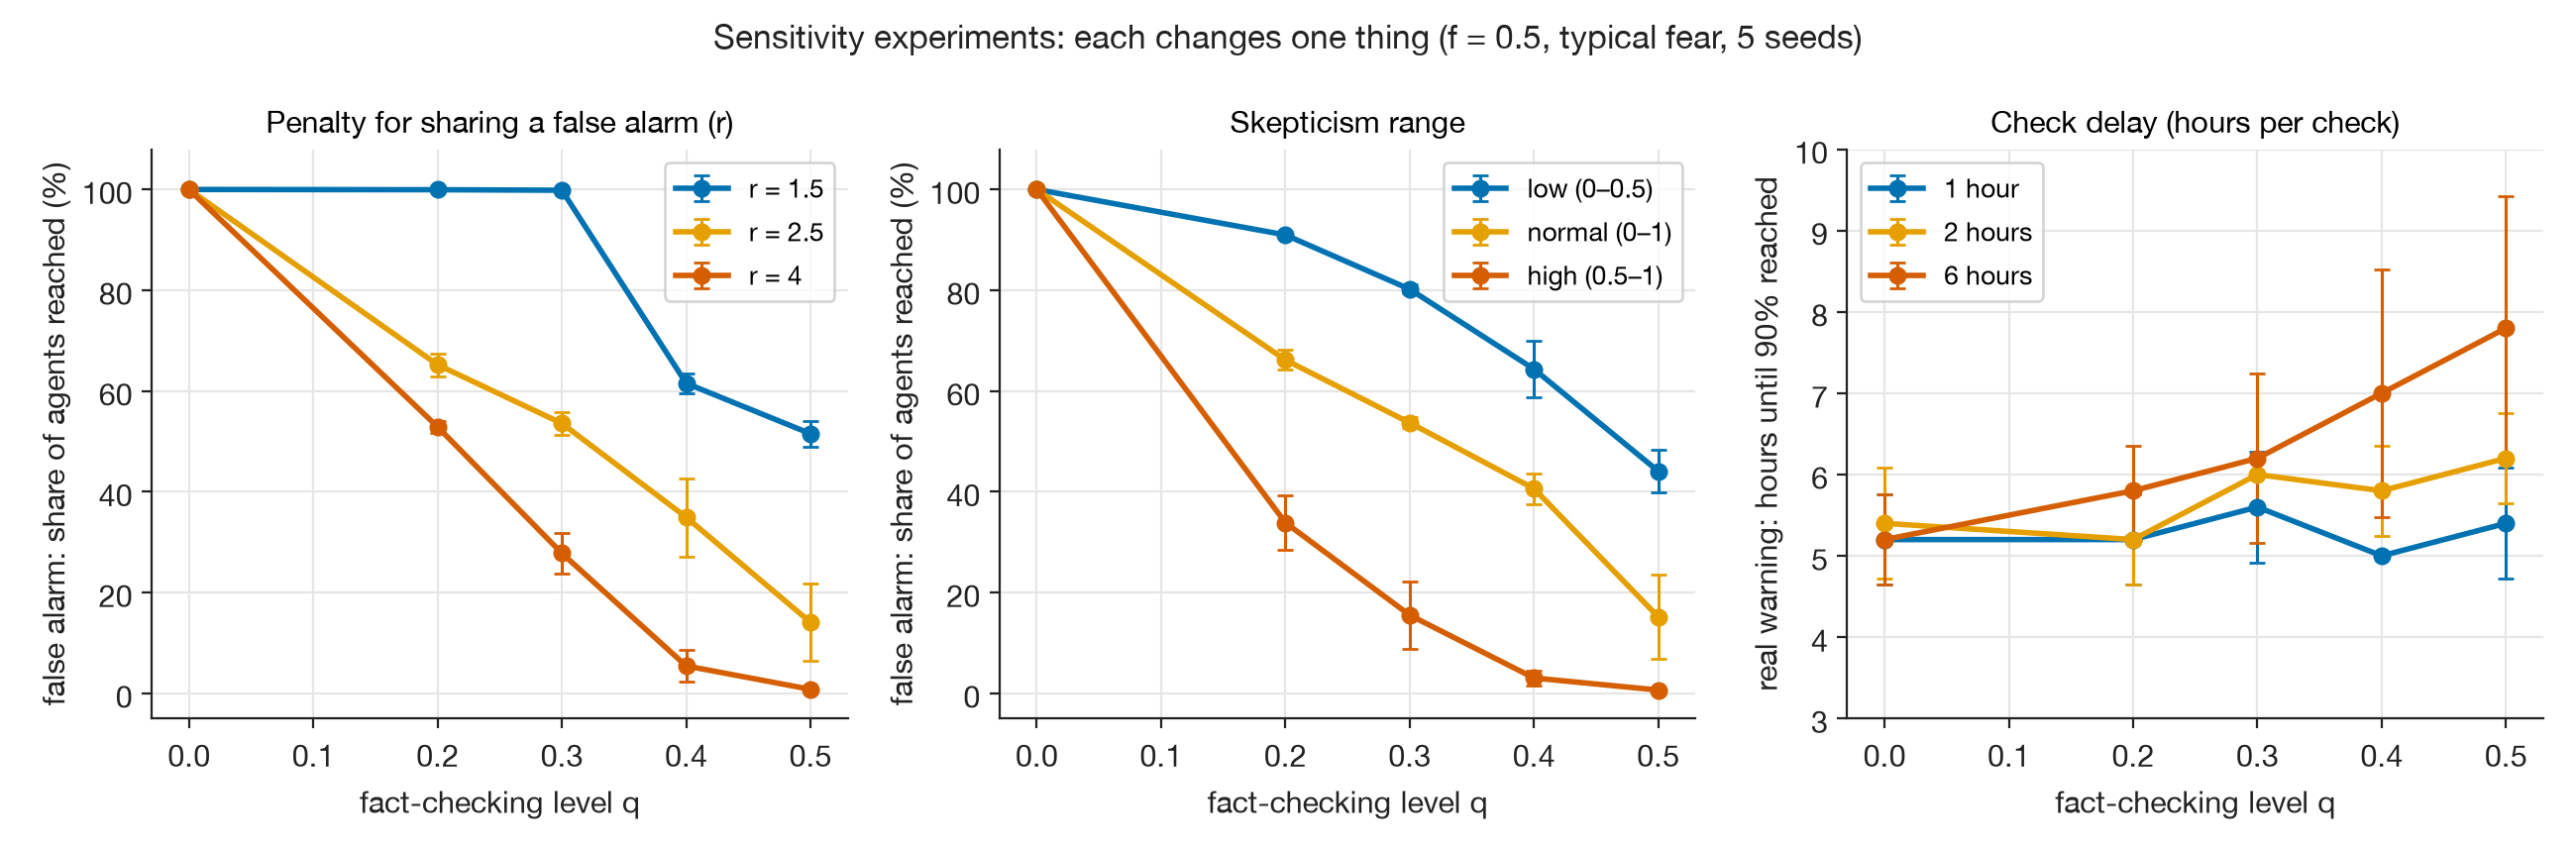 Sensitivity experiments: each changes one thing (f = 0.5, typical fear, 5 seeds)
Penalty for sharing a false alarm (r)
false alarm: share of agents reached (%)
100
80
60
40
20
0
r = 1.5
r = 2.5
r = 4
0.0 0.1 0.2 0.3 0.4 0.5
fact-checking level q
Skepticism range
false alarm: share of agents reached (%)
100
80
60
40
20
0
low (0–0.5)
normal (0–1)
high (0.5–1)
0.0 0.1 0.2 0.3 0.4 0.5
fact-checking level q
Check delay (hours per check)
real warning: hours until 90% reached
10
9
8
7
6
5
4
3
1 hour
2 hours
6 hours
0.0 0.1 0.2 0.3 0.4 0.5
fact-checking level q